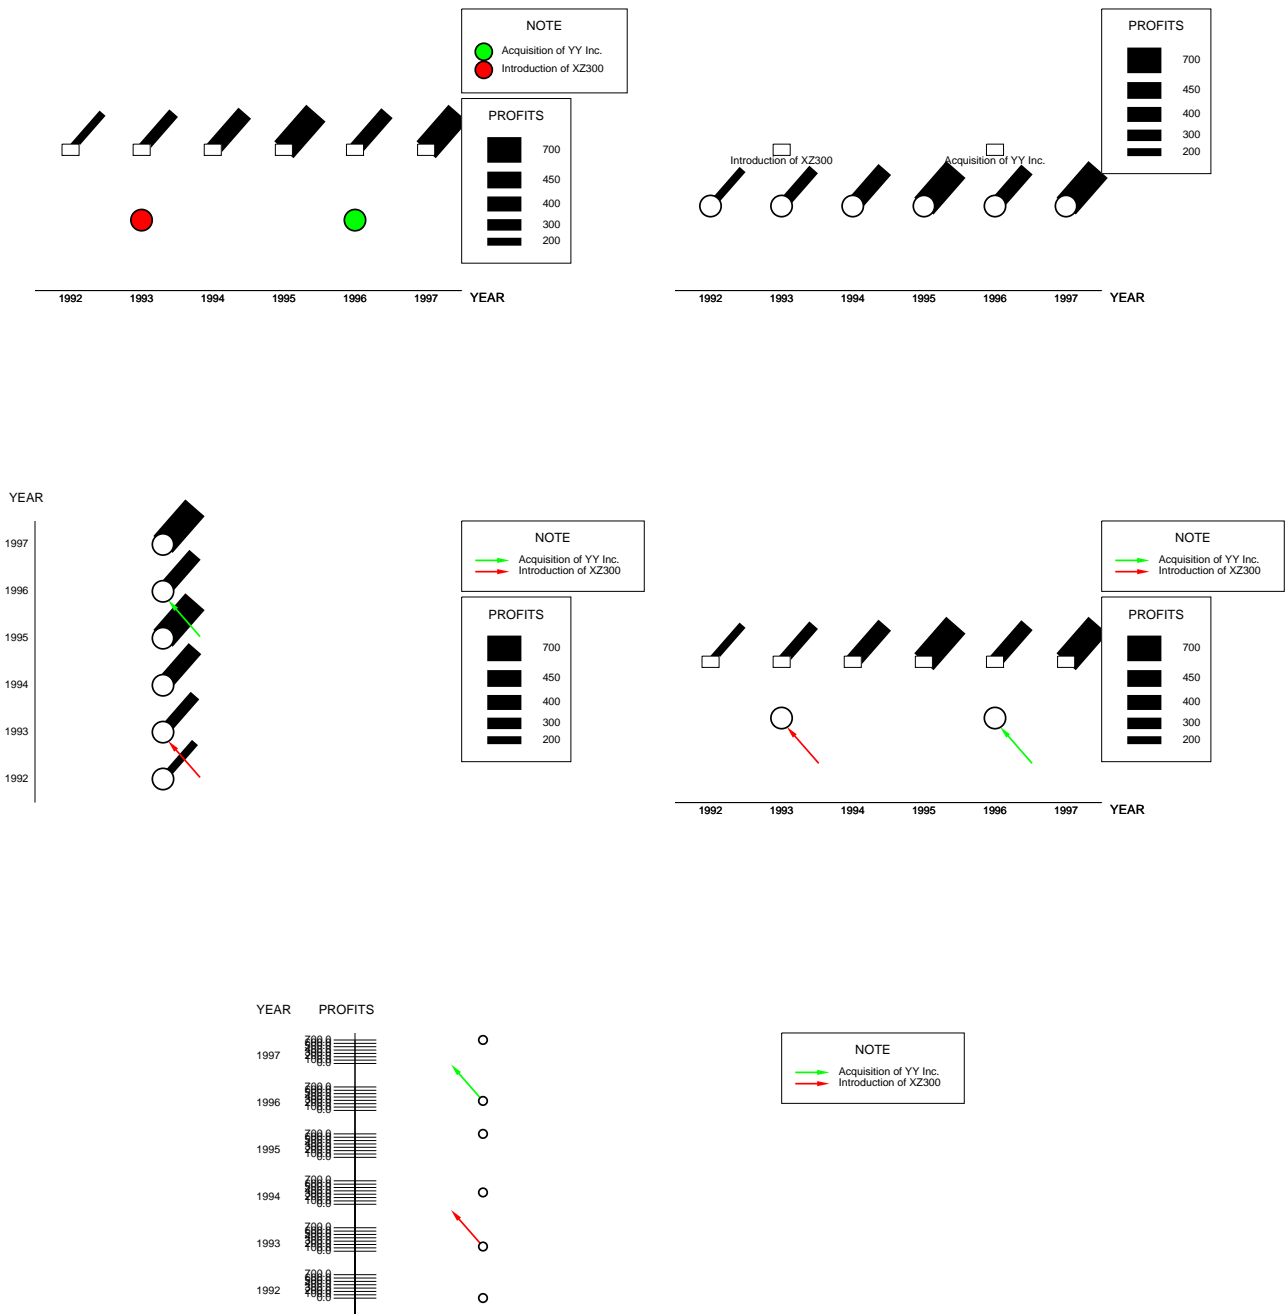 NOTE
Acquisition of YY Inc.
Introduction of XZ300
PROFITS
700
450
400
300
200
1992 1993 1994 1995 1996 1997 YEAR
PROFITS
700
450
400
300
200
Introduction of XZ300 Acquisition of YY Inc.
1992 1993 1994 1995 1996 1997 YEAR
YEAR
1997
1996
1995
1994
1993
1992
NOTE
Acquisition of YY Inc.
Introduction of XZ300
PROFITS
700
450
400
300
200
NOTE
Acquisition of YY Inc.
Introduction of XZ300
PROFITS
700
450
400
300
200
1992 1993 1994 1995 1996 1997 YEAR
YEAR PROFITS
1997
1996
1995
1994
1993
1992
NOTE
Acquisition of YY Inc.
Introduction of XZ300